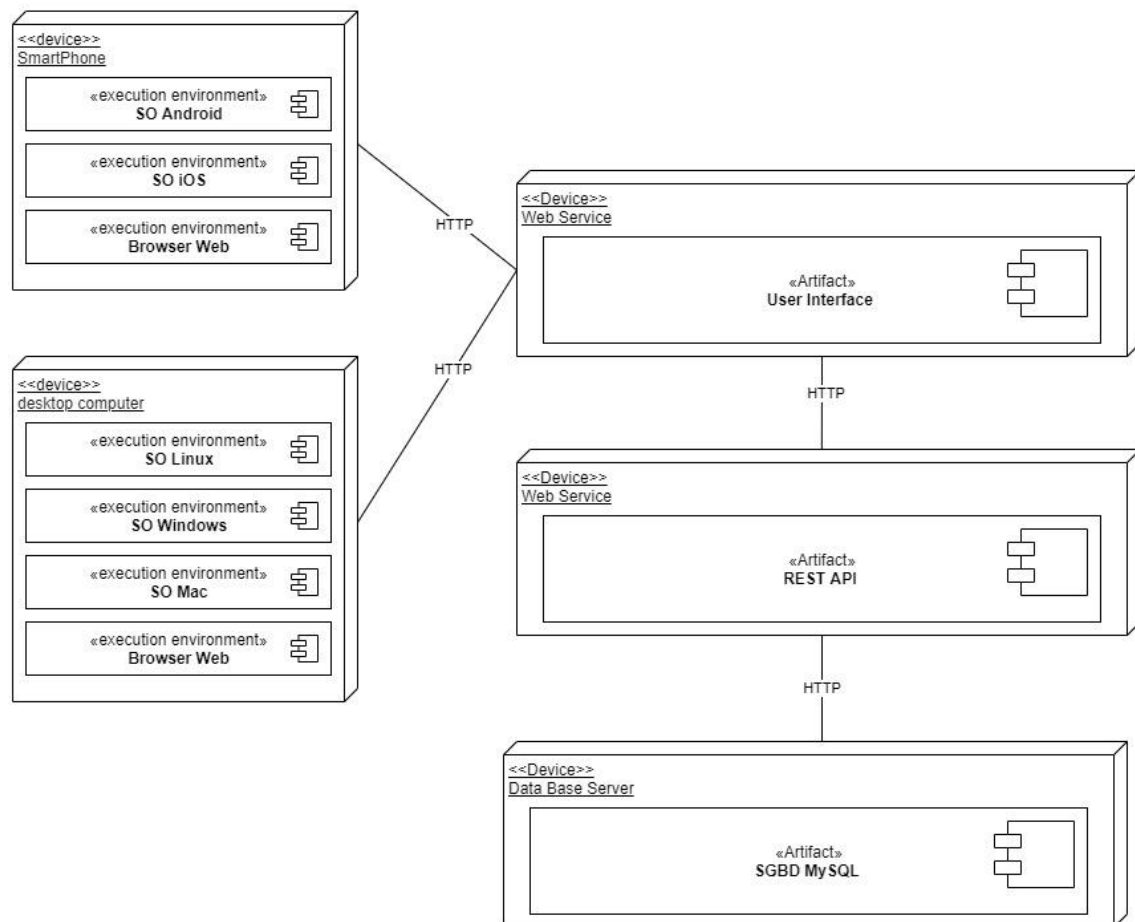 <<device>>
SmartPhone
«execution environment»
SO Android
«execution environment»
SO iOS
«execution environment»
Browser Web
HTTP
<<device>>
desktop computer
«execution environment»
SO Linux
«execution environment»
SO Windows
«execution environment»
SO Mac
«execution environment»
Browser Web
HTTP
<<Device>>
Web Service
«Artifact»
User Interface
HTTP
<<Device>>
Web Service
«Artifact»
REST API
HTTP
<<Device>>
Data Base Server
«Artifact»
SGBD MySQL